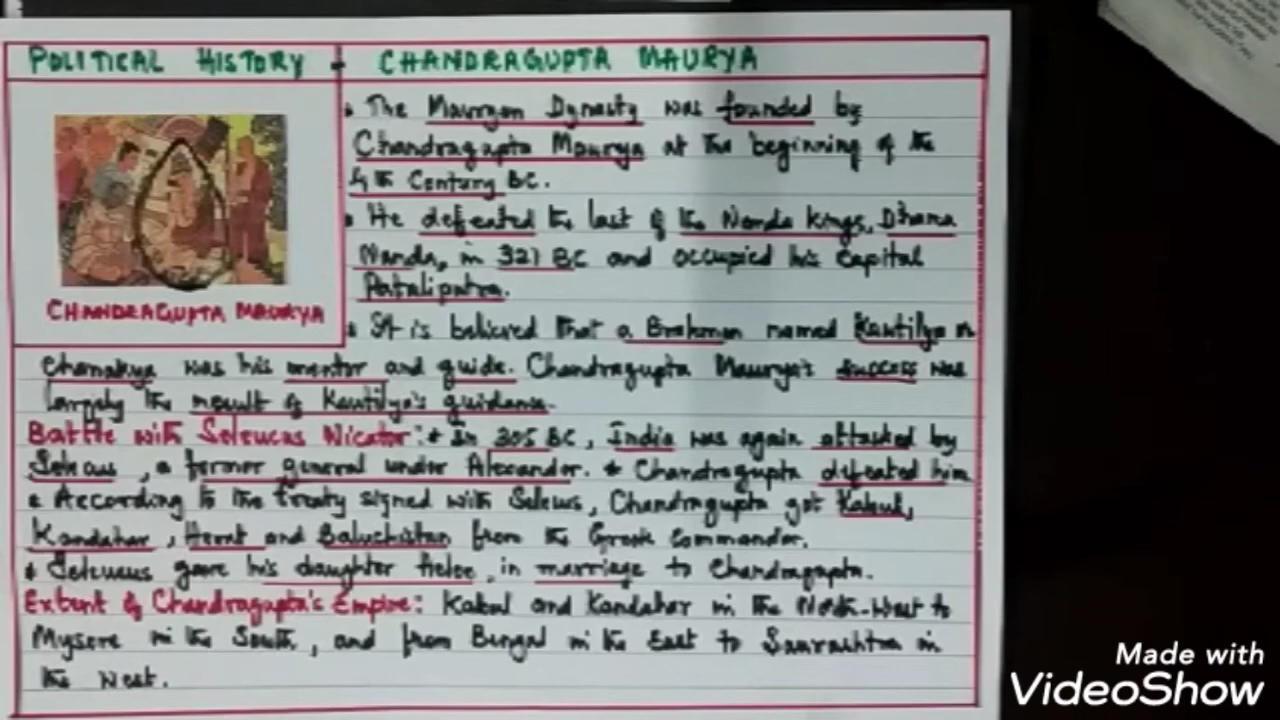 POLITICAL HISTORY - CHANDRAGUPTA MAURYA
• The Mauryan Dynasty was founded by
Chandragupta Maurya at the beginning of the
4th Century BC.
• He defeated the last of the Nanda kings, Dhana
Nanda, in 321 BC and occupied his capital
Pataliputra.
CHANDRAGUPTA MAURYA
• It is believed that a Brahman named Kautilya or
Chanakya was his mentor and guide. Chandragupta Maurya's success was
largely the result of Kautilya's guidance.
Battle with Seleucus Nicator: * In 305 BC, India was again attacked by
Seleucus, a former general under Alexander. * Chandragupta defeated him
* According to the treaty signed with Selecus, Chandragupta got Kabul,
Kandahar, Herat and Baluchistan from the Greek Commander.
* Seleucus gave his daughter Helee, in marriage to Chandragupta.
Extent of Chandragupta's Empire: Kabul and Kandahar in the North-West to
Mysore in the South, and from Bengal in the East to Saurashtra in
the West.
Made with
VideoShow